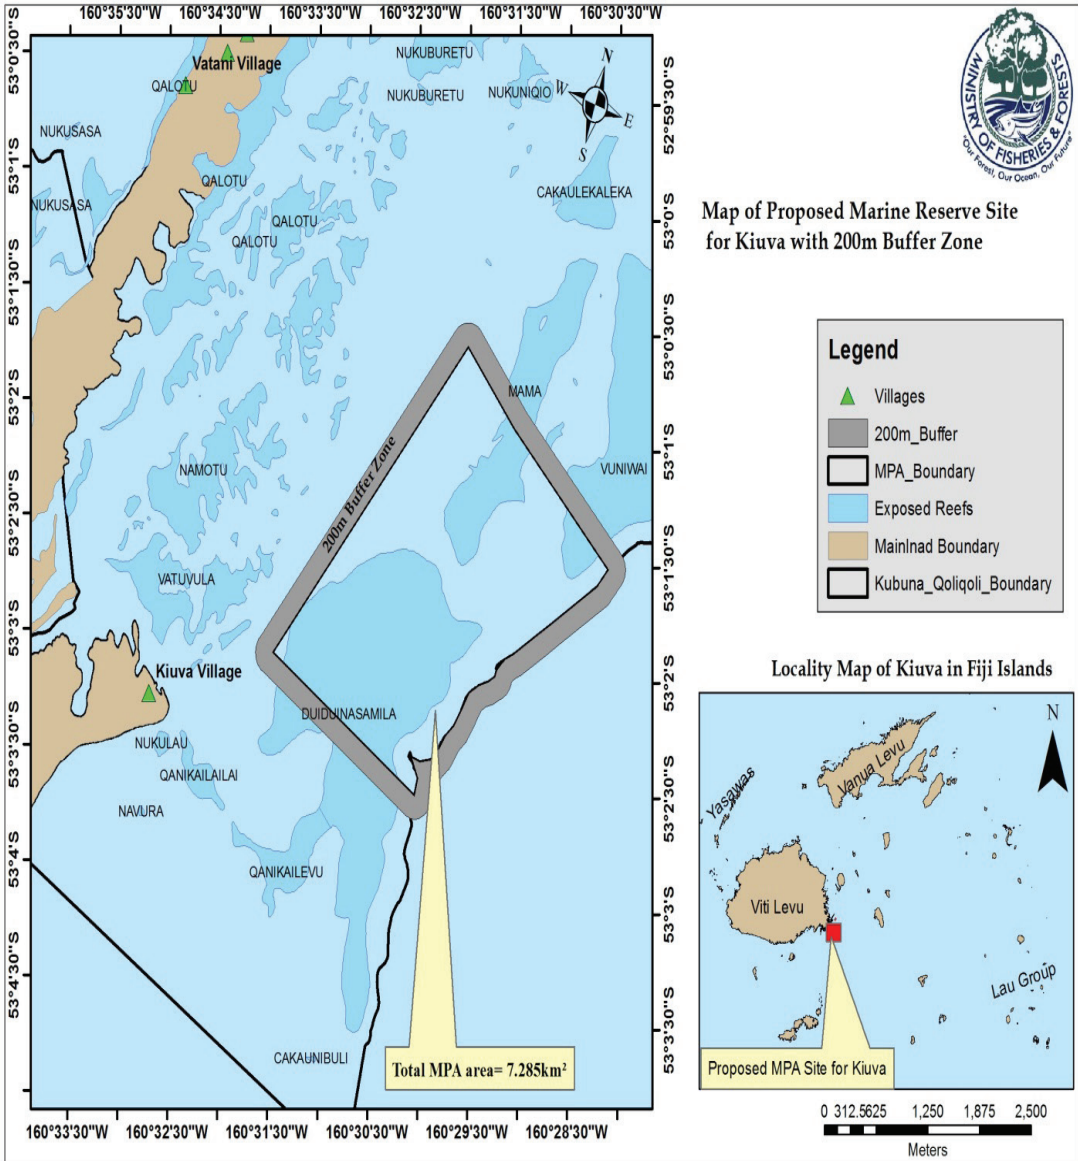 160°35'30"W 160°34'30"W 160°33'30"W 160°32'30"W 160°31'30"W 160°30'30"W
53°0'30"S
53°1'S
53°1'30"S
53°2'S
53°2'30"S
53°3'S
53°3'30"S
53°4'S
53°4'30"S
Vatani Village
QALOTU
NUKUBURETU
NUKUBURETU
NUKUNIQIO
N
W
E
S
NUKUSASA
NUKUSASA
QALOTU
QALOTU
QALOTU
CAKAULEKALEKA
MAMA
NAMOTU
200m Buffer Zone
VUNIWAI
VATUVULA
Kiuva Village
DUIDUINASAMILA
NUKULAU
QANIKAILAILAI
NAVURA
QANIKAILEVU
CAKAUNIBULI
Total MPA area= 7.285km²
52°59'30"S
53°0'S
53°0'30"S
53°1'S
53°1'30"S
53°2'S
53°2'30"S
53°3'S
53°3'30"S
160°33'30"W 160°32'30"W 160°31'30"W 160°30'30"W 160°29'30"W 160°28'30"W
MINISTRY OF FISHERIES & FORESTS
"Our Forest, Our Ocean, Our Future"
Map of Proposed Marine Reserve Site
for Kiuva with 200m Buffer Zone
Legend
Villages
200m_Buffer
MPA_Boundary
Exposed Reefs
MainInad Boundary
Kubuna_Qoliqoli_Boundary
Locality Map of Kiuva in Fiji Islands
N
Vanua Levu
Yasawas
Viti Levu
Lau Group
Proposed MPA Site for Kiuva
0 312.5625 1,250 1,875 2,500
Meters